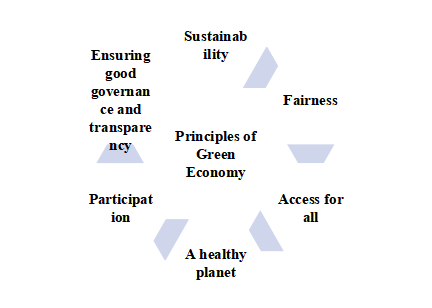 Sustainab
ility
Fairness
Access for
all
A healthy
planet
Participat
ion
Ensuring
good
governan
ce and
transpare
ncy
Principles of
Green
Economy